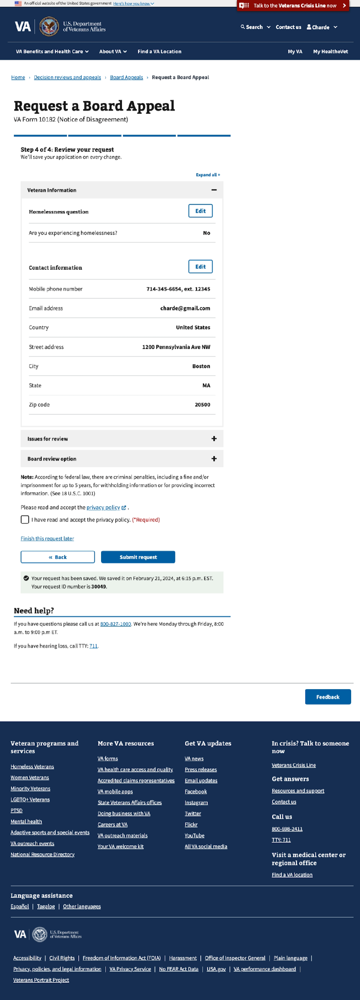 An official website of the United States government Here's how you know
Talk to the Veterans Crisis Line now
VA
U.S. Department
of Veterans Affairs
Search
Contact us
Charde
VA Benefits and Health Care
About VA
Find a VA Location
My VA
My HealtheVet
Home › Decision reviews and appeals › Board Appeals › Request a Board Appeal
Request a Board Appeal
VA Form 10182 (Notice of Disagreement)
Step 4 of 4: Review your request
We'll save your application on every change.
Expand all +
Veteran Information
Homelessness question
Edit
Are you experiencing homelessness? No
Contact information
Edit
Mobile phone number 714-345-6654, ext. 12345
Email address charde@gmail.com
Country United States
Street address 1200 Pennsylvania Ave NW
City Boston
State MA
Zip code 20500
Issues for review
Board review option
Note: According to federal law, there are criminal penalties, including a fine and/or
imprisonment for up to 5 years, for withholding information or for providing incorrect
information. (See 18 U.S.C. 1001)
Please read and accept the privacy policy .
I have read and accept the privacy policy. (*Required)
Finish this request later
« Back
Submit request
Your request has been saved. We saved it on February 21, 2024, at 6:15 p.m. EST.
Your request ID number is 30049.
Need help?
If you have questions please call us at 800-827-1000. We're here Monday through Friday, 8:00
a.m. to 9:00 p.m ET.
If you have hearing loss, call TTY: 711.
Feedback
Veteran programs and
services
Homeless Veterans
Women Veterans
Minority Veterans
LGBTQ+ Veterans
PTSD
Mental health
Adaptive sports and special events
VA outreach events
National Resource Directory
More VA resources
VA forms
VA health care access and quality
Accredited claims representatives
VA mobile apps
State Veterans Affairs offices
Doing business with VA
Careers at VA
VA outreach materials
Your VA welcome kit
Get VA updates
VA news
Press releases
Email updates
Facebook
Instagram
Twitter
Flickr
YouTube
All VA social media
In crisis? Talk to someone
now
Veterans Crisis Line
Get answers
Resources and support
Contact us
Call us
800-698-2411
TTY: 711
Visit a medical center or
regional office
Find a VA location
Language assistance
Español | Tagalog | Other languages
VA
U.S. Department
of Veterans Affairs
Accessibility | Civil Rights | Freedom of Information Act (FOIA) | Harassment | Office of Inspector General | Plain language |
Privacy, policies, and legal information | VA Privacy Service | No FEAR Act Data | USA.gov | VA performance dashboard |
Veterans Portrait Project